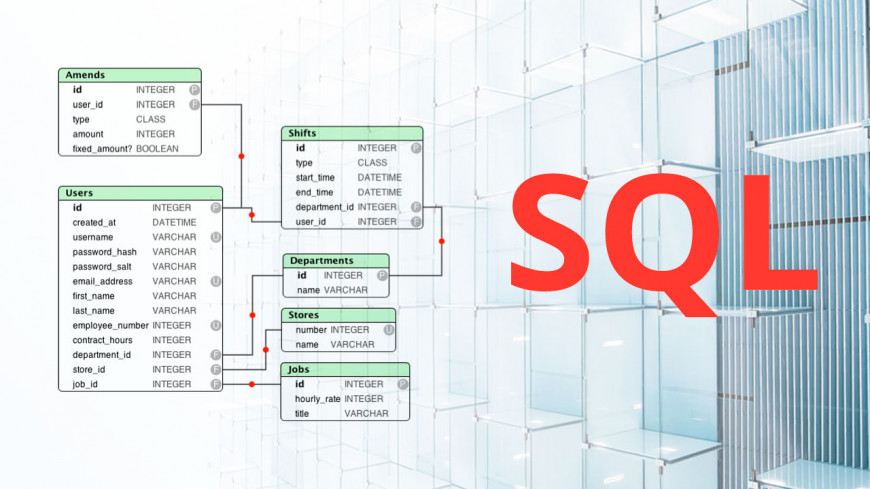 Amends
id INTEGER P
user_id INTEGER F
type CLASS
amount INTEGER
fixed_amount? BOOLEAN
Users
id INTEGER P
created_at DATETIME
username VARCHAR U
password_hash VARCHAR
password_salt VARCHAR
email_address VARCHAR U
first_name VARCHAR
last_name VARCHAR
employee_number INTEGER U
contract_hours INTEGER
department_id INTEGER F
store_id INTEGER F
job_id INTEGER F
Shifts
id INTEGER P
type CLASS
start_time DATETIME
end_time DATETIME
department_id INTEGER F
user_id INTEGER F
Departments
id INTEGER P
name VARCHAR
Stores
number INTEGER U
name VARCHAR
Jobs
id INTEGER P
hourly_rate INTEGER
title VARCHAR
SQL